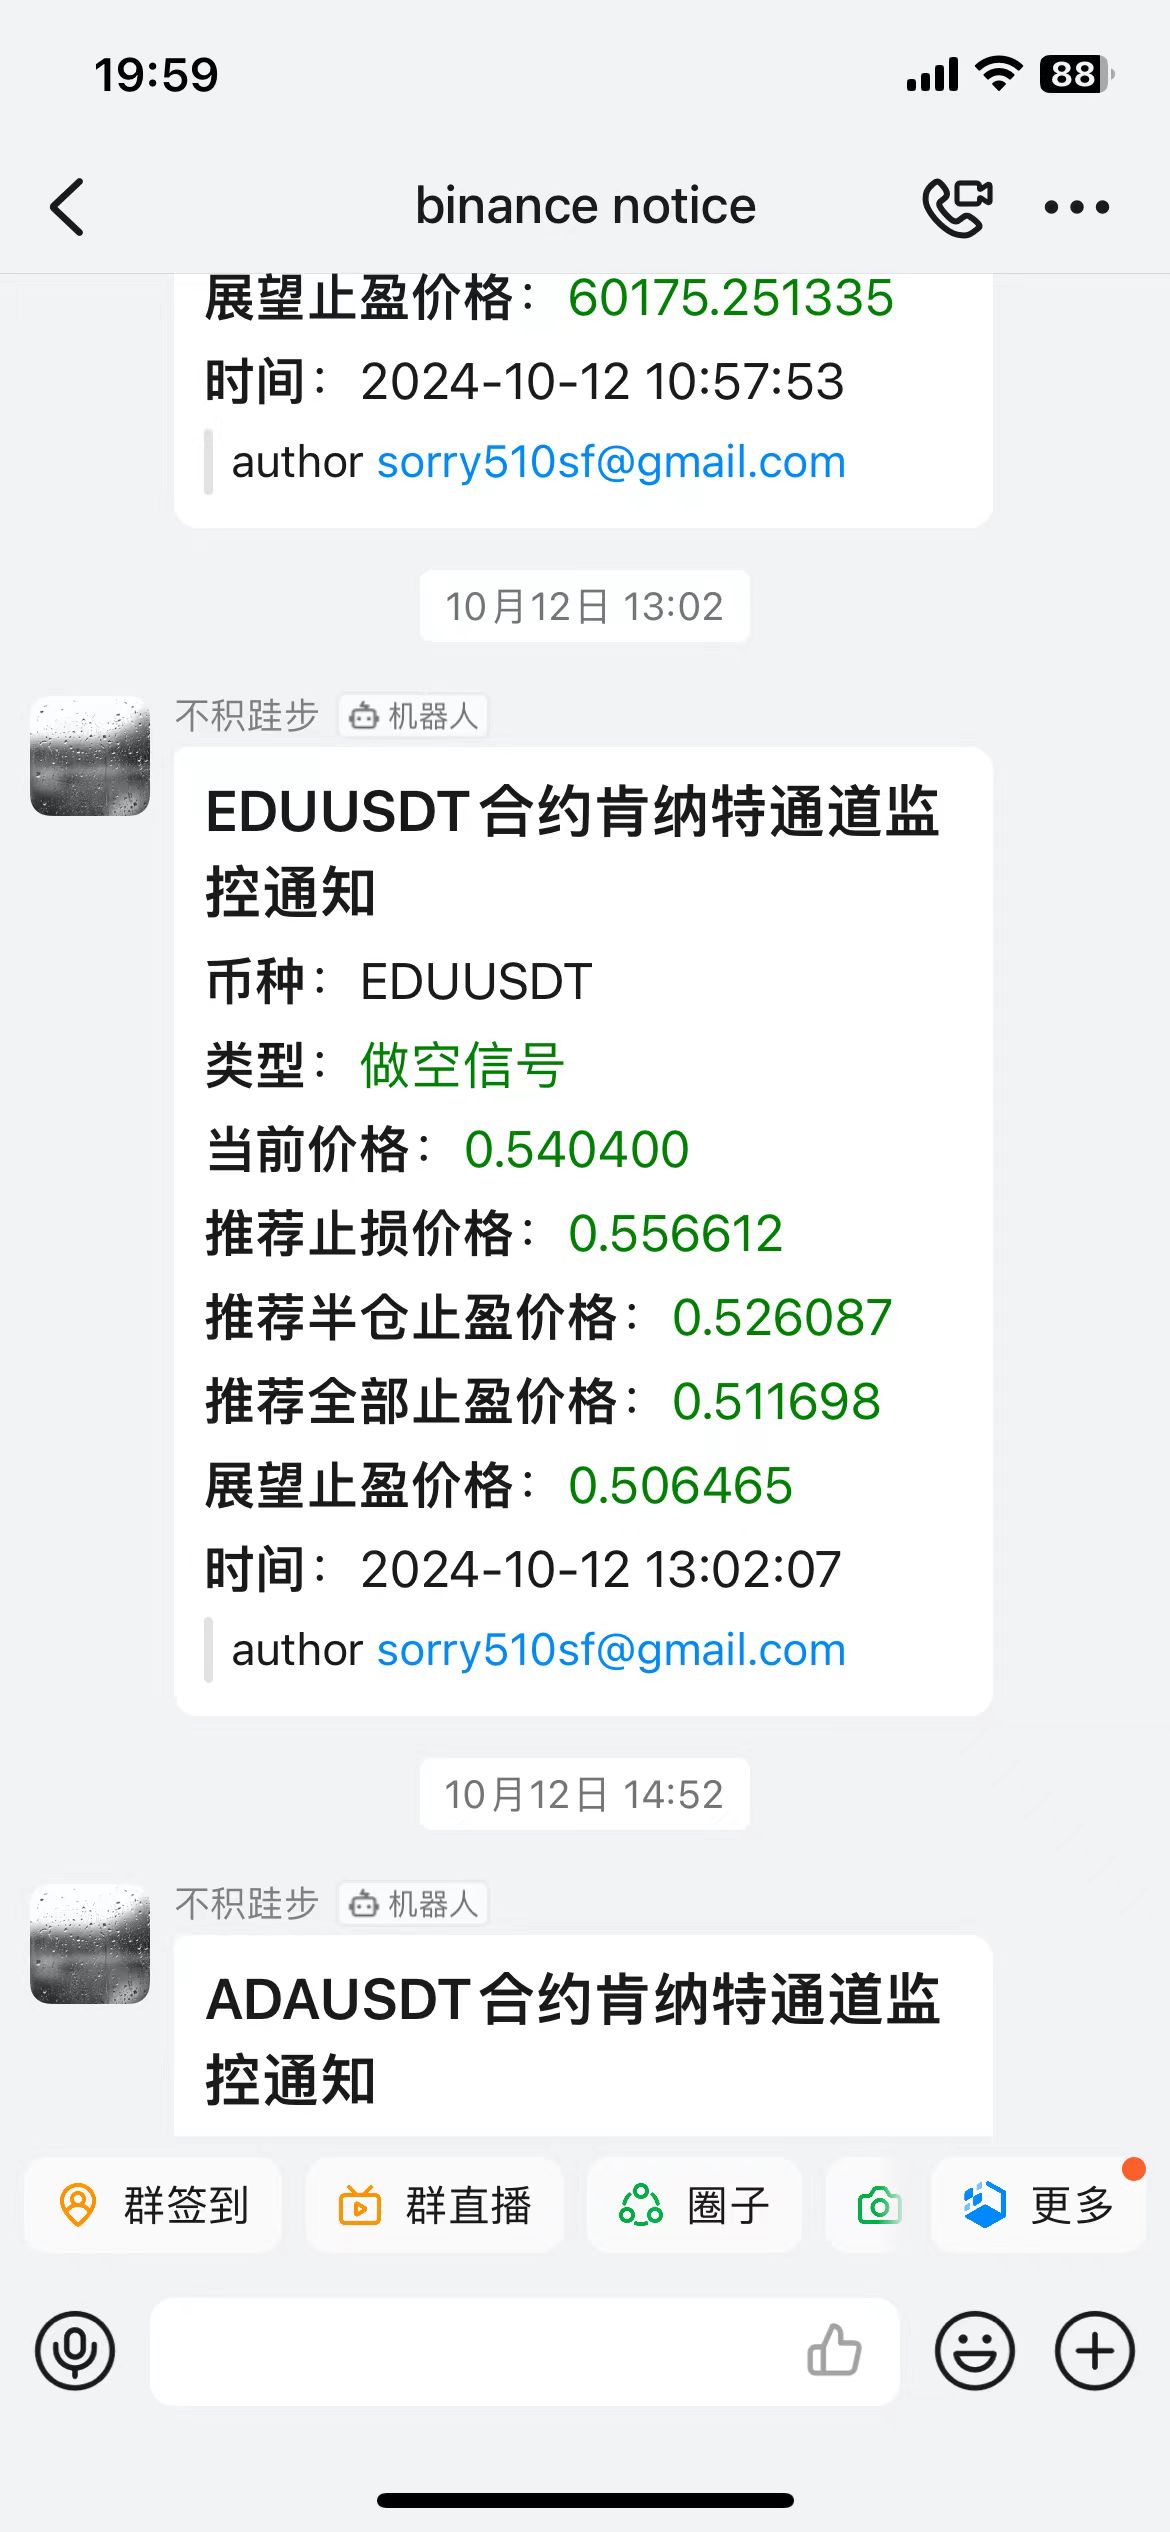 19:59
88
binance notice
展望止盈价格： 60175.251335
时间： 2024-10-12 10:57:53
author sorry510sf@gmail.com
10月12日 13:02
不积跬步 机器人
EDUUSDT合约肯纳特通道监
控通知
币种： EDUUSDT
类型： 做空信号
当前价格： 0.540400
推荐止损价格： 0.556612
推荐半仓止盈价格： 0.526087
推荐全部止盈价格： 0.511698
展望止盈价格： 0.506465
时间： 2024-10-12 13:02:07
author sorry510sf@gmail.com
10月12日 14:52
不积跬步 机器人
ADAUSDT合约肯纳特通道监
控通知
群签到 群直播 圈子 更多